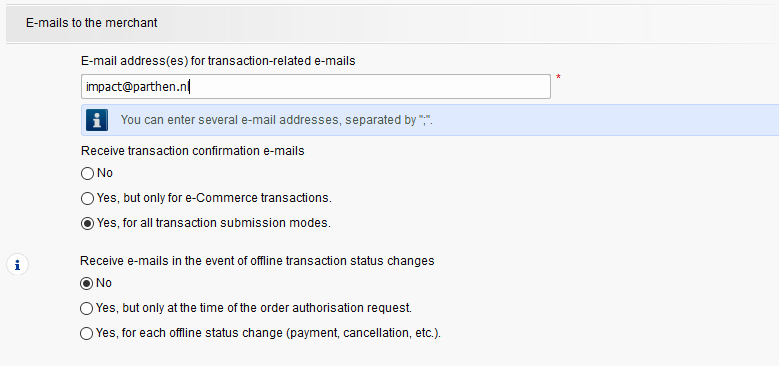 E-mails to the merchant
E-mail address(es) for transaction-related e-mails
impact@parthen.nl
*
You can enter several e-mail addresses, separated by ";".
Receive transaction confirmation e-mails
No
Yes, but only for e-Commerce transactions.
Yes, for all transaction submission modes.
Receive e-mails in the event of offline transaction status changes
No
Yes, but only at the time of the order authorisation request.
Yes, for each offline status change (payment, cancellation, etc.).